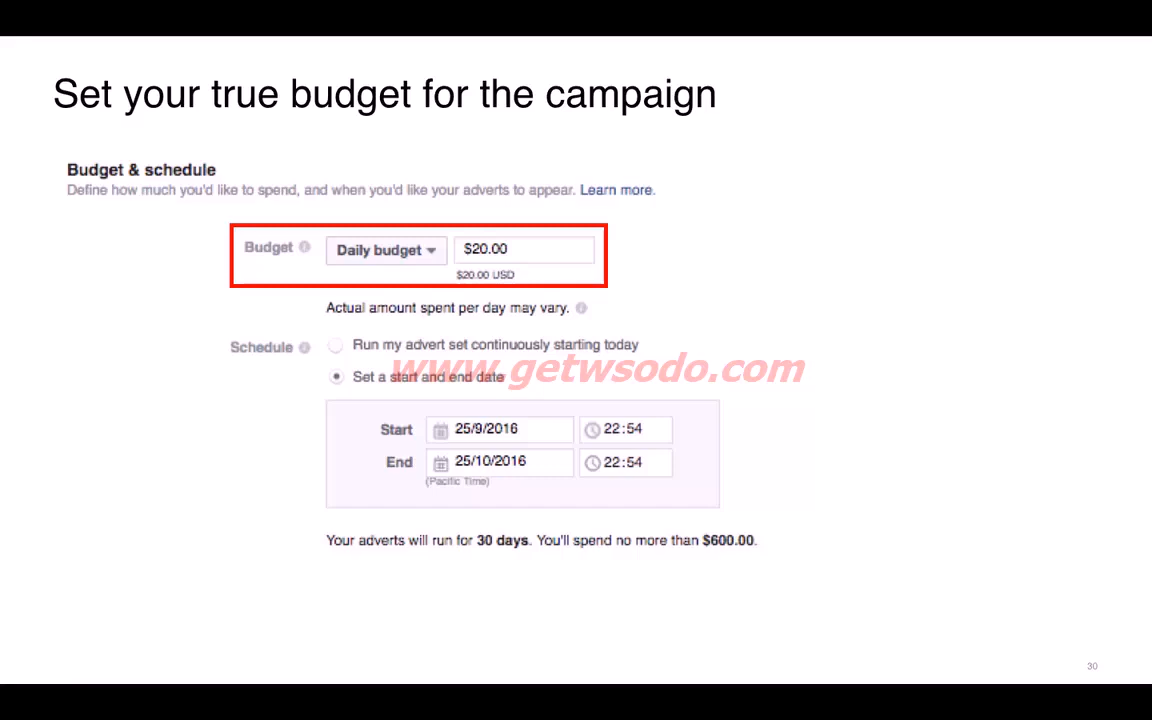 Set your true budget for the campaign
Budget & schedule
Define how much you'd like to spend, and when you'd like your adverts to appear. Learn more.
Budget Daily budget $20.00
$20.00 USD
Actual amount spent per day may vary.
Schedule Run my advert set continuously starting today
www.getwsodo.com
Set a start and end date
Start 25/9/2016 22:54
End 25/10/2016 22:54
(Pacific Time)
Your adverts will run for 30 days. You'll spend no more than $600.00.
30